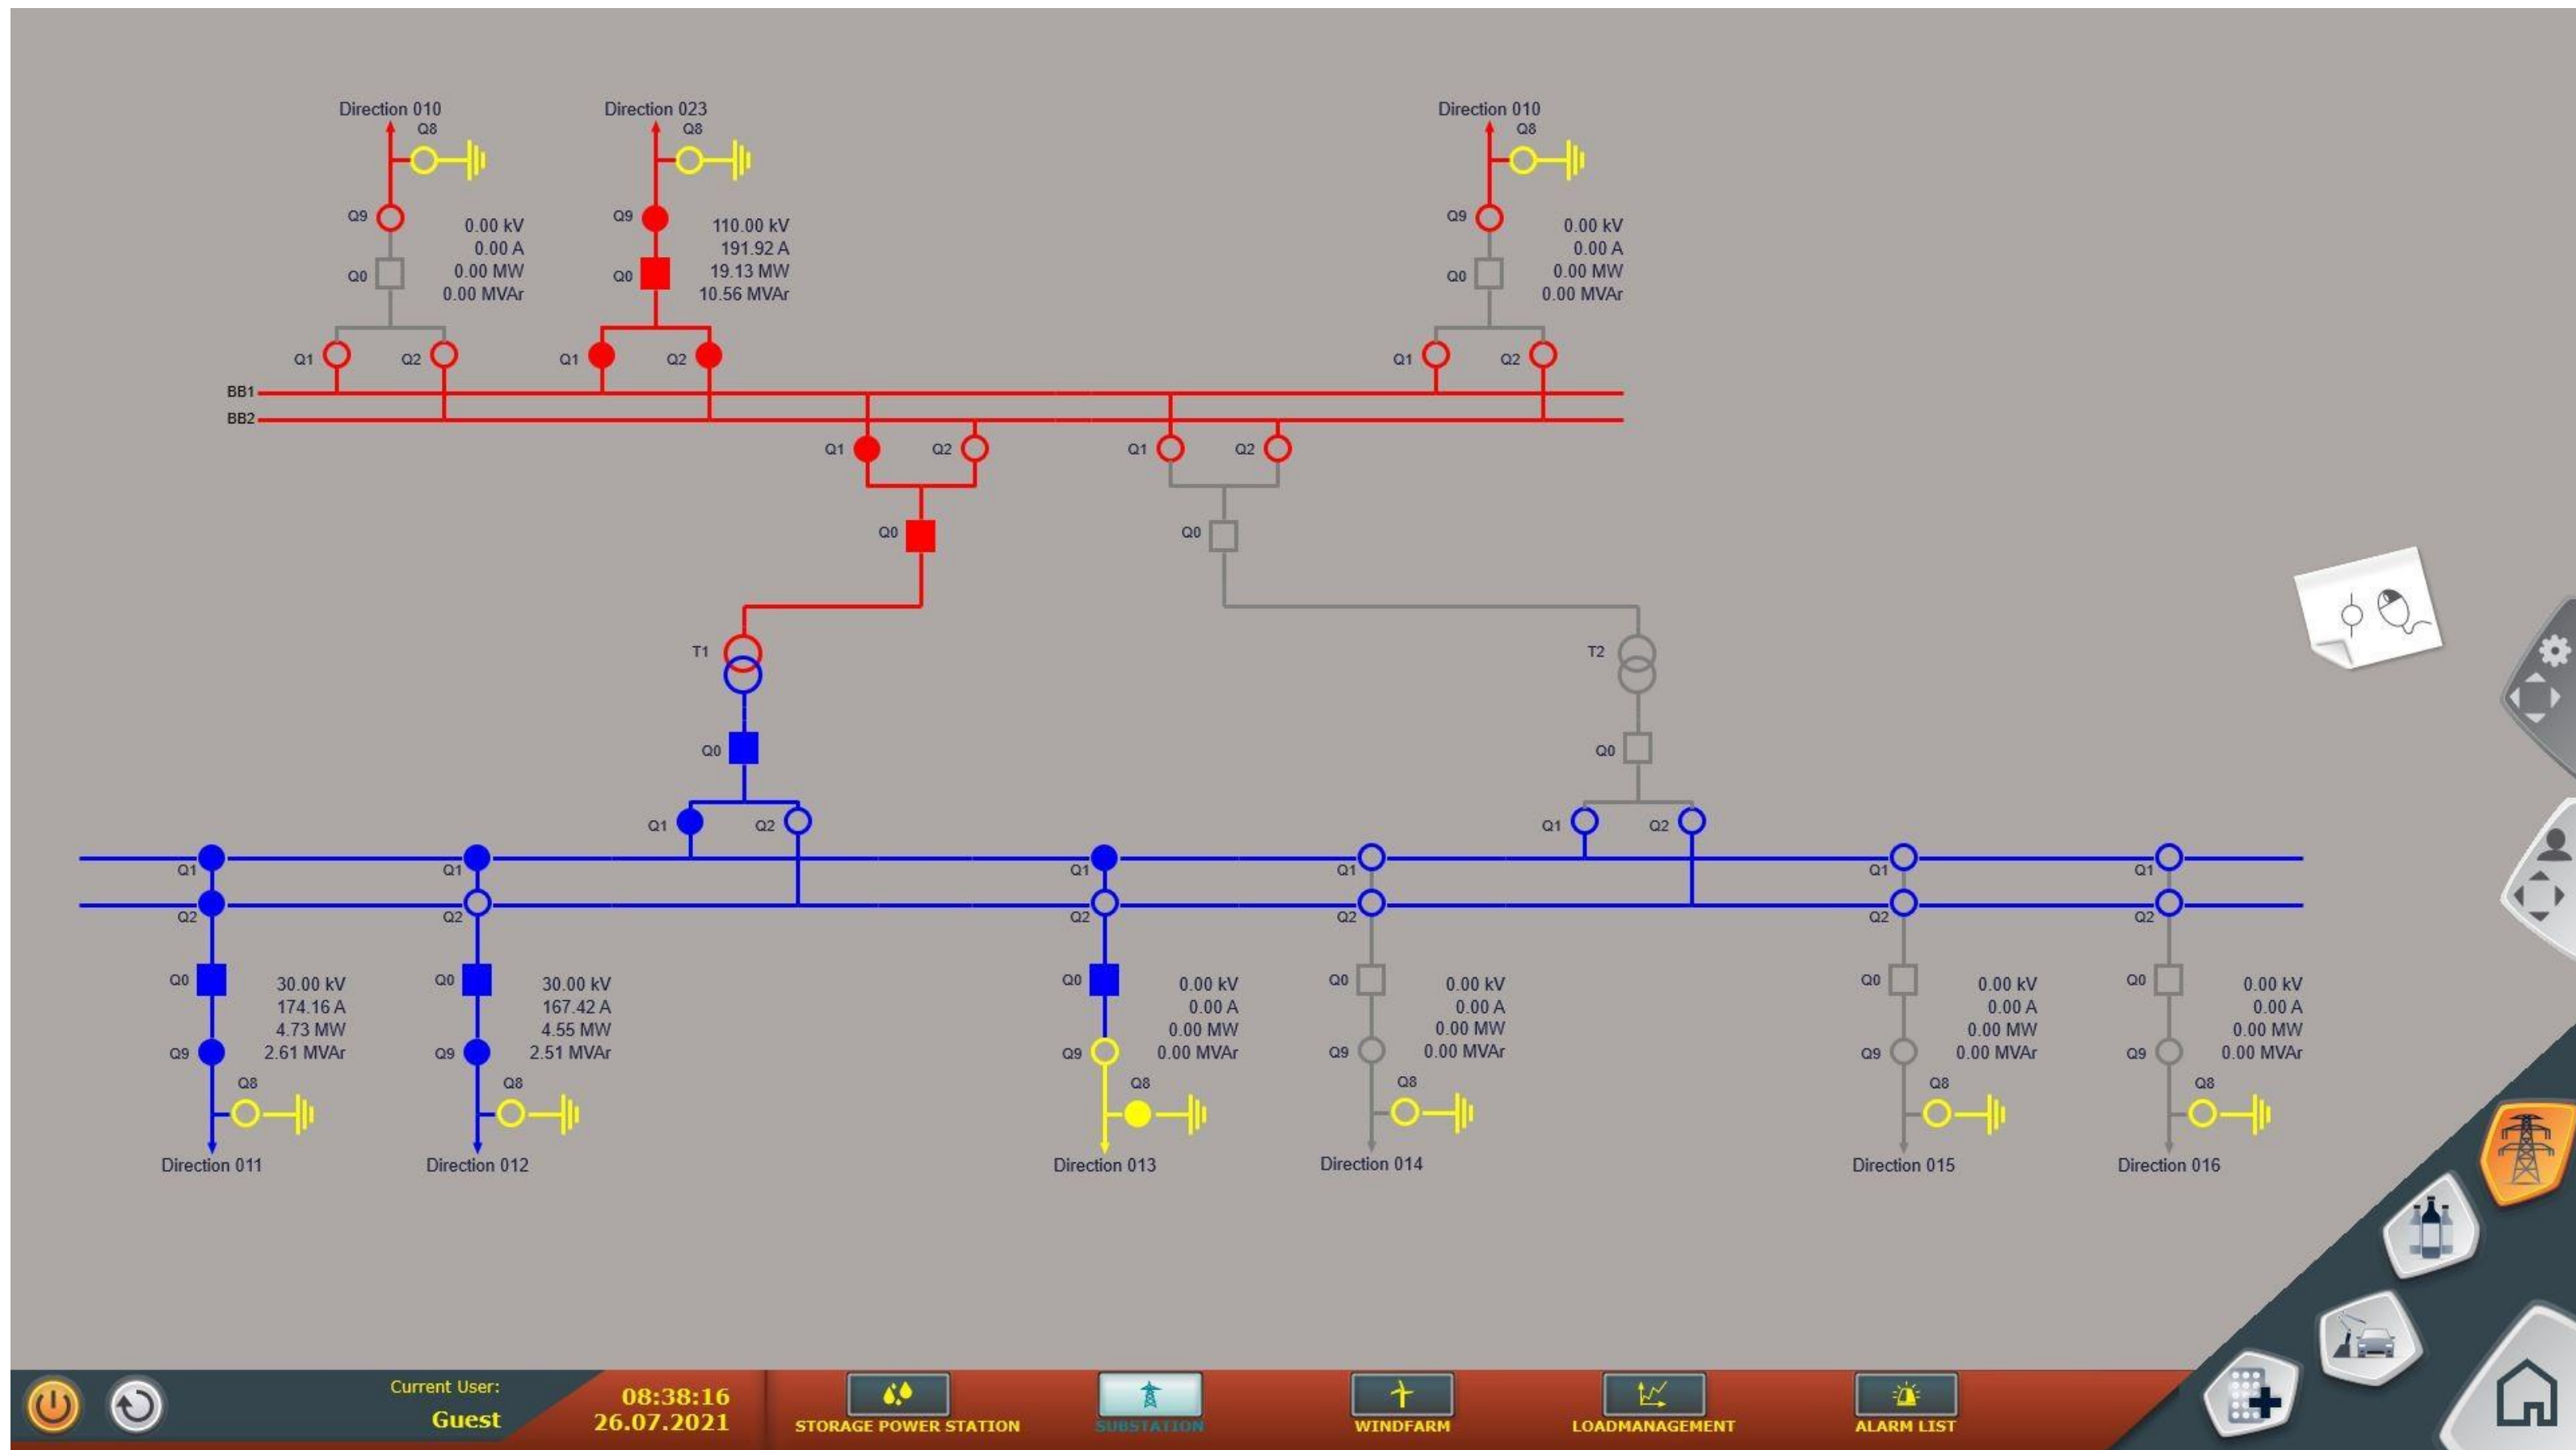 Direction 010
Direction 023
Direction 010
Q8
Q8
Q8
Q9
0.00 kV
0.00 A
Q0
0.00 MW
0.00 MVAr
Q9
110.00 kV
191.92 A
Q0
19.13 MW
10.56 MVAr
Q9
0.00 kV
0.00 A
Q0
0.00 MW
0.00 MVAr
Q1
Q2
Q1
Q2
Q1
Q2
BB1
BB2
Q1
Q2
Q1
Q2
Q0
Q0
T1
T2
Q0
Q0
Q1
Q2
Q1
Q2
Q1
Q1
Q1
Q1
Q1
Q1
Q2
Q2
Q2
Q2
Q2
Q2
Q0
30.00 kV
174.16 A
4.73 MW
Q9
2.61 MVAr
Q8
Direction 011
Q0
30.00 kV
167.42 A
4.55 MW
Q9
2.51 MVAr
Q8
Direction 012
Q0
0.00 kV
0.00 A
0.00 MW
Q9
0.00 MVAr
Q8
Direction 013
Q0
0.00 kV
0.00 A
0.00 MW
Q9
0.00 MVAr
Q8
Direction 014
Q0
0.00 kV
0.00 A
0.00 MW
Q9
0.00 MVAr
Q8
Direction 015
Q0
0.00 kV
0.00 A
0.00 MW
Q9
0.00 MVAr
Q8
Direction 016
Current User:
Guest
08:38:16
26.07.2021
STORAGE POWER STATION
SUBSTATION
WINDFARM
LOADMANAGEMENT
ALARM LIST